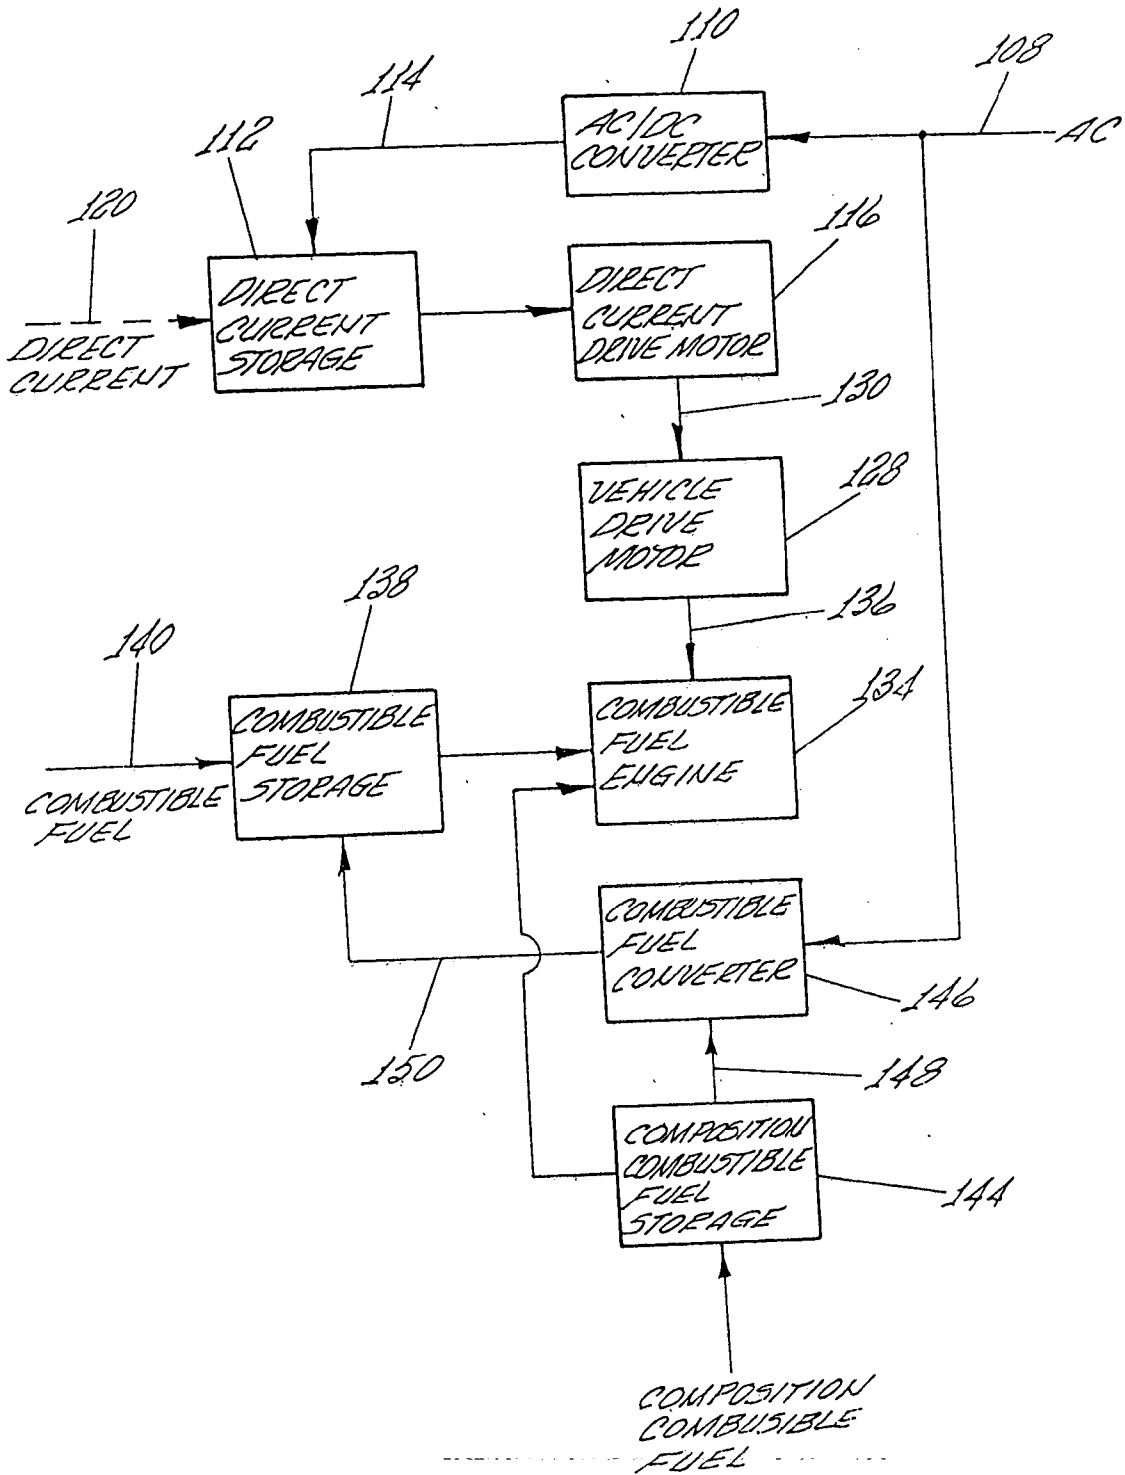 110
108
114
AC/DC
CONVERTER
AC
112
120
116
DIRECT
CURRENT
STORAGE
DIRECT
CURRENT
DRIVE MOTOR
DIRECT
CURRENT
130
VEHICLE
DRIVE
MOTOR
128
138
136
140
134
COMBUSTIBLE
FUEL
STORAGE
COMBUSTIBLE
FUEL
ENGINE
COMBUSTIBLE
FUEL
COMBUSTIBLE
FUEL
CONVERTER
146
150
148
COMPOSITION
COMBUSTIBLE
FUEL
STORAGE
144
COMPOSITION
COMBUSIBLE
FUEL